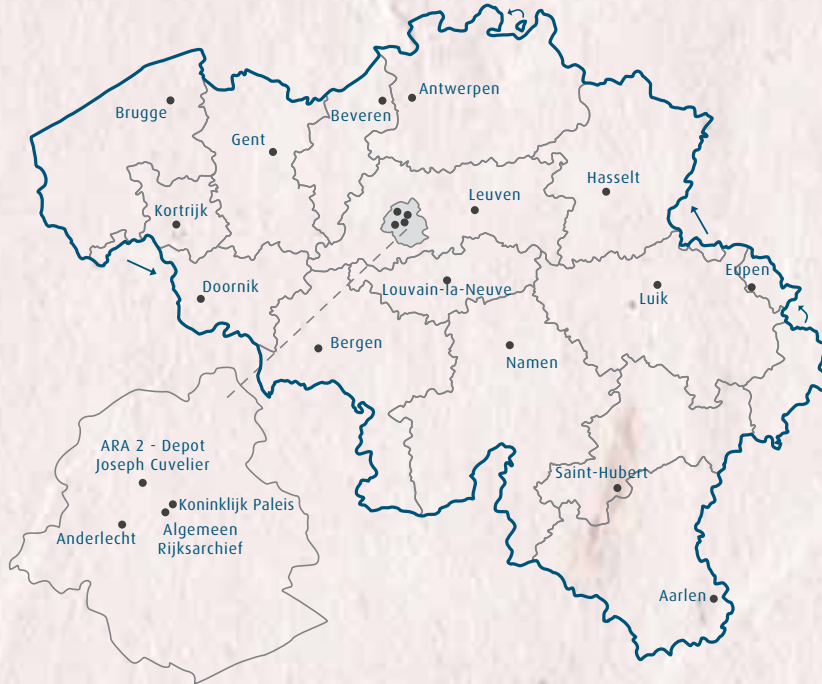 Antwerpen
Brugge
Beveren
Gent
Hasselt
Leuven
Kortrijk
Eupen
Doornik
Louvain-la-Neuve
Luik
Bergen
Namen
ARA 2 - Depot
Joseph Cuvelier
Saint-Hubert
Koninklijk Paleis
Anderlecht
Algemeen
Rijksarchief
Aarlen